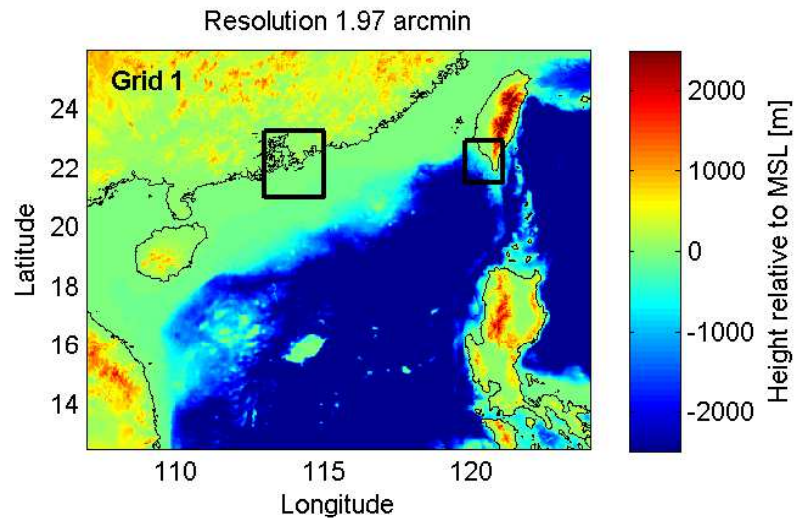 Resolution 1.97 arcmin
Grid 1
24
22
20
18
16
14
Latitude
110
115
120
Longitude
2000
1000
0
-1000
-2000
Height relative to MSL [m]